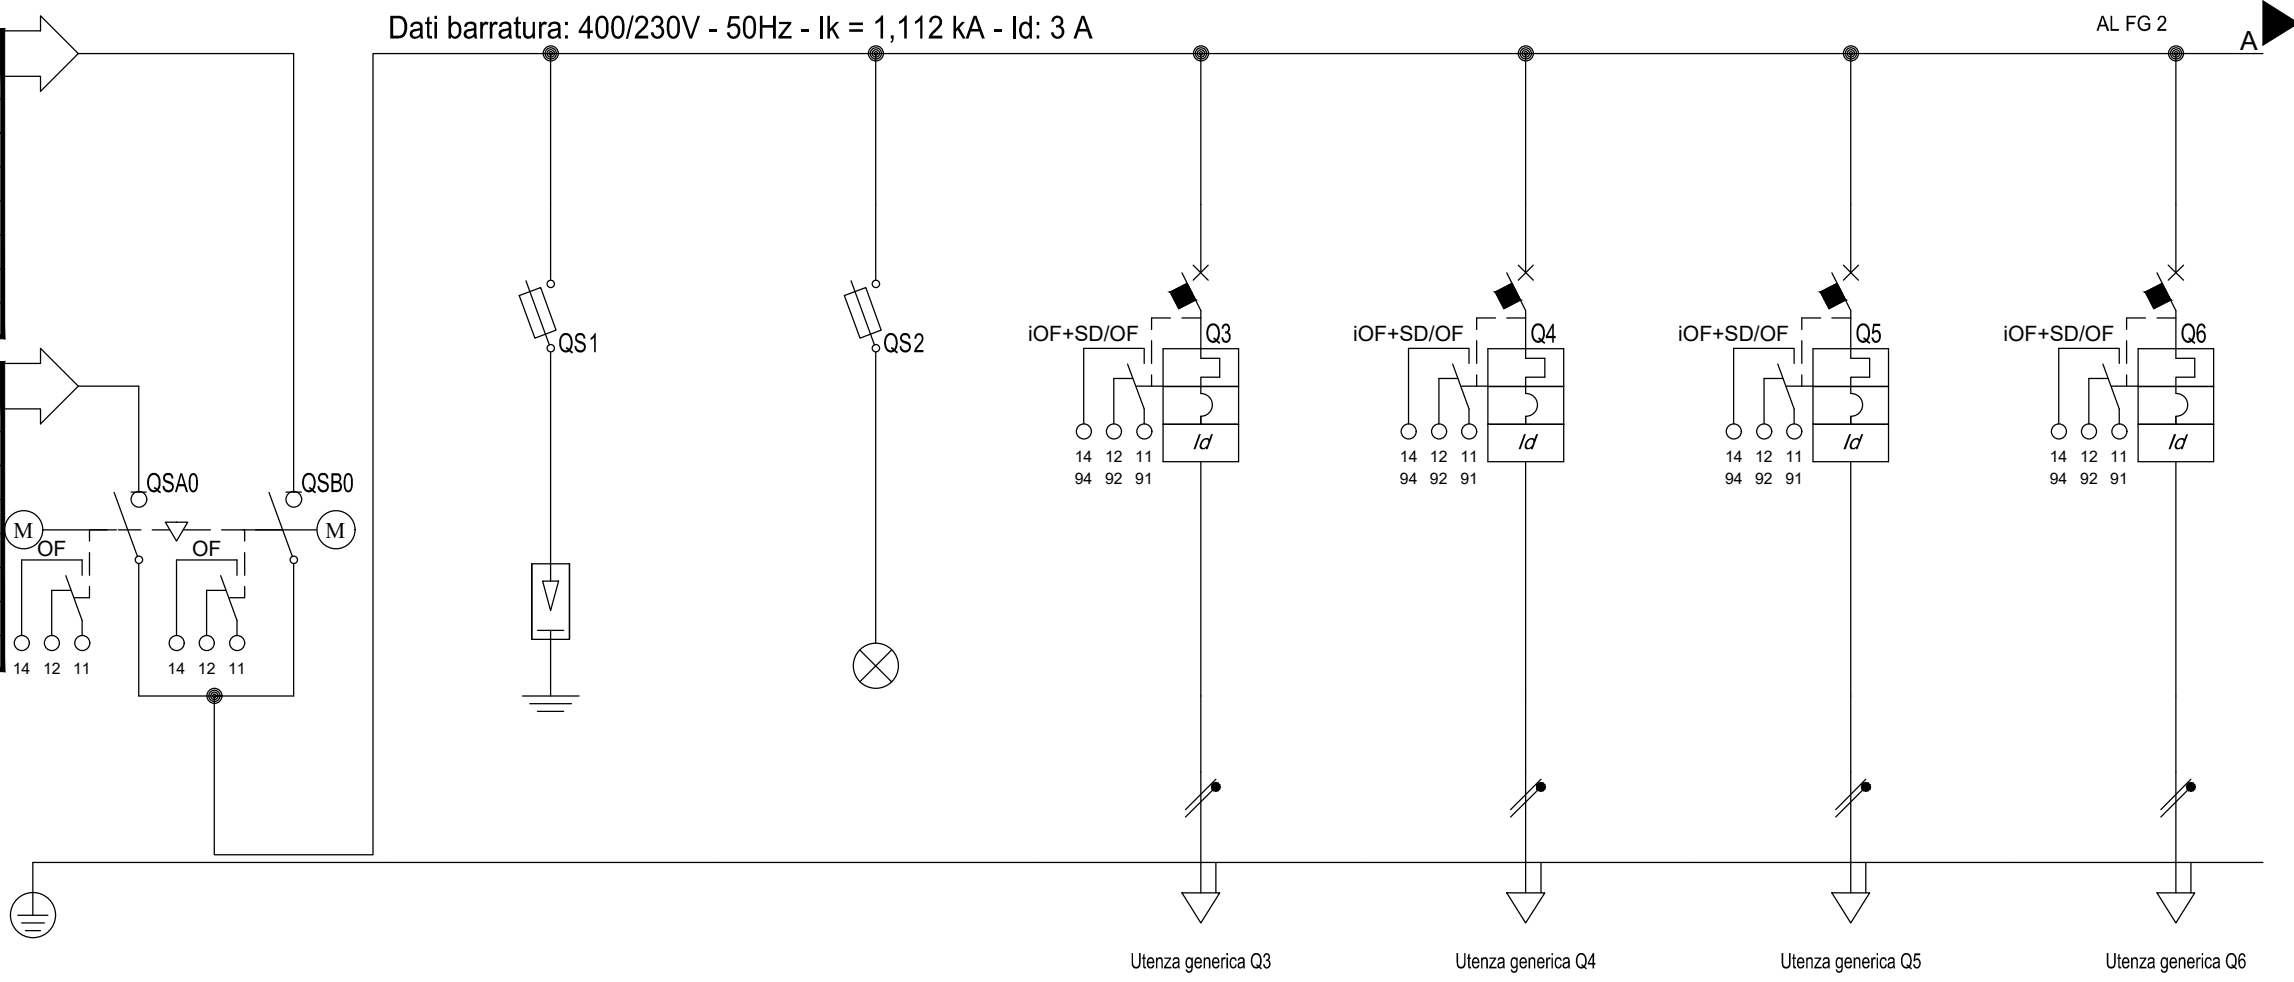 Dati barratura: 400/230V - 50Hz - Ik = 1,112 kA - Id: 3 A
AL FG 2
A
QS1
QS2
iOF+SD/OF
Q3
iOF+SD/OF
Q4
iOF+SD/OF
Q5
iOF+SD/OF
Q6
Id
Id
Id
Id
14 12 11
14 12 11
14 12 11
14 12 11
94 92 91
94 92 91
94 92 91
94 92 91
QSA0
QSB0
M
M
OF
OF
14 12 11
14 12 11
Utenza generica Q3
Utenza generica Q4
Utenza generica Q5
Utenza generica Q6